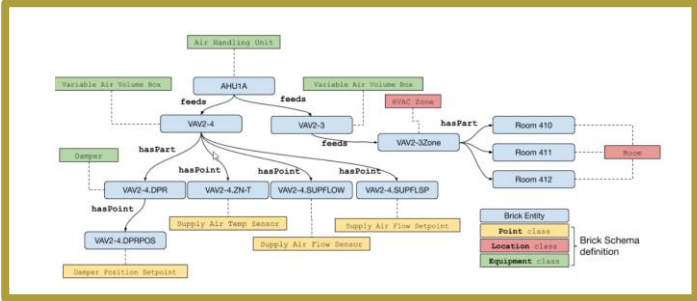 Air Handling Unit
Variable Air Volume Box
AHU1A
Variable Air Volume Box
feeds
feeds
HVAC Zone
VAV2-4
VAV2-3
hasPart
Room 410
feeds
VAV2-3Zone
Damper
hasPart
Room 411
Room
hasPoint
hasPoint
hasPoint
VAV2-4.DPR
VAV2-4.ZN-T
VAV2-4.SUPFLOW
VAV2-4.SUPFLSP
Room 412
hasPoint
Brick Entity
Supply Air Temp Sensor
Supply Air Flow Setpoint
Point class
VAV2-4.DPRPOS
Supply Air Flow Sensor
Location class
Brick Schema
definition
Equipment class
Damper Position Setpoint